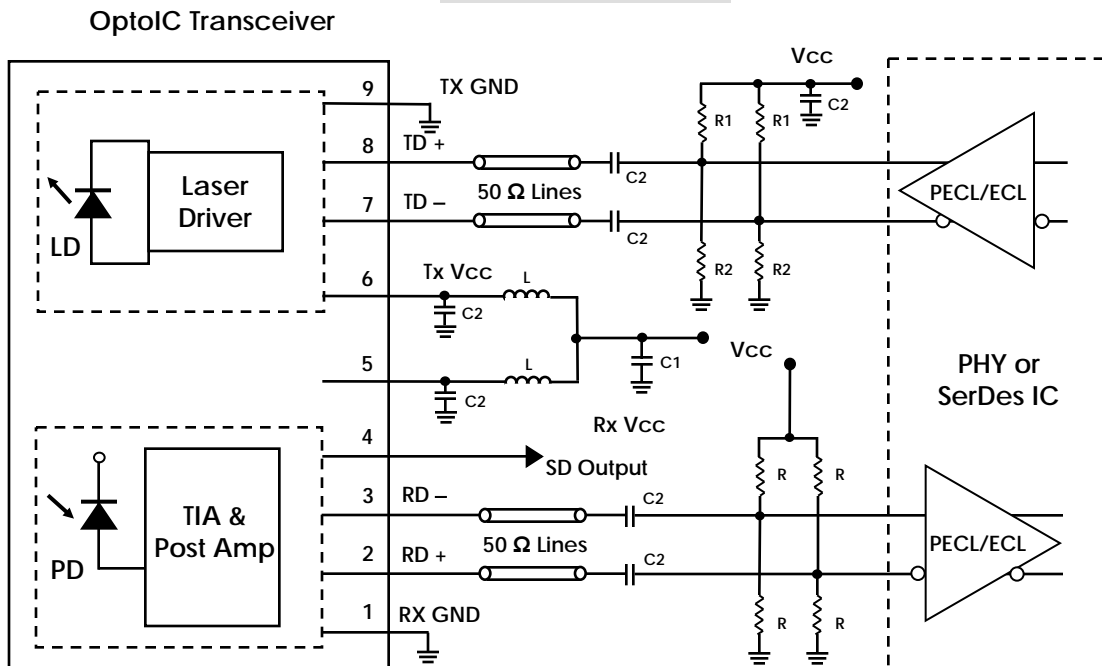 OptoIC Transceiver
9 TX GND
8 TD +
7 TD –
6 Tx Vcc
5
4
3 RD –
2 RD +
1 RX GND
Laser
Driver
LD
TIA &
Post Amp
PD
50 Ω Lines
C2
C2
Vcc
R1
R1
C2
R2
R2
L
C2
L
C2
C1
Vcc
Rx Vcc
SD Output
C2
50 Ω Lines
C2
R
R
R
R
PECL/ECL
PHY or
SerDes IC
PECL/ECL